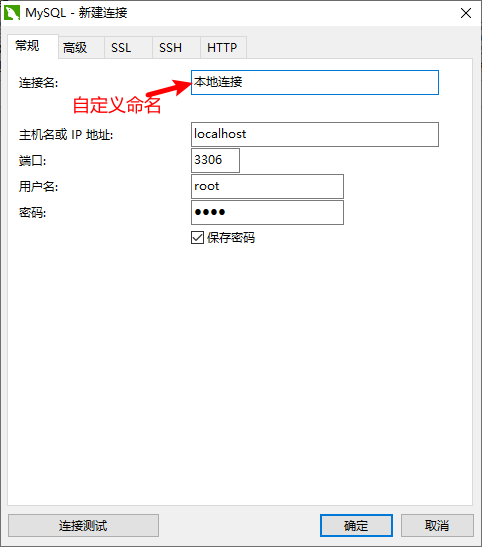 MySQL - 新建连接
常规 高级 SSL SSH HTTP
连接名: 本地连接
自定义命名
主机名或 IP 地址: localhost
端口: 3306
用户名: root
密码: ●●●●
保存密码
连接测试 确定 取消